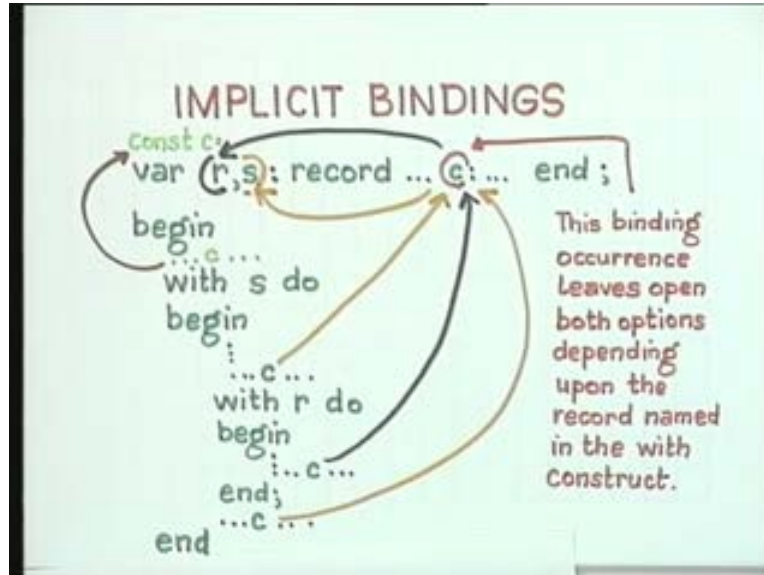 IMPLICIT BINDINGS
const c:
var r,s: record ... c:... end;
begin
...c...
with s do
begin
:
...c...
with r do
begin
:..c...
end;
...c....
end
This binding
occurrence
leaves open
both options
depending
upon the
record named
in the with
construct.